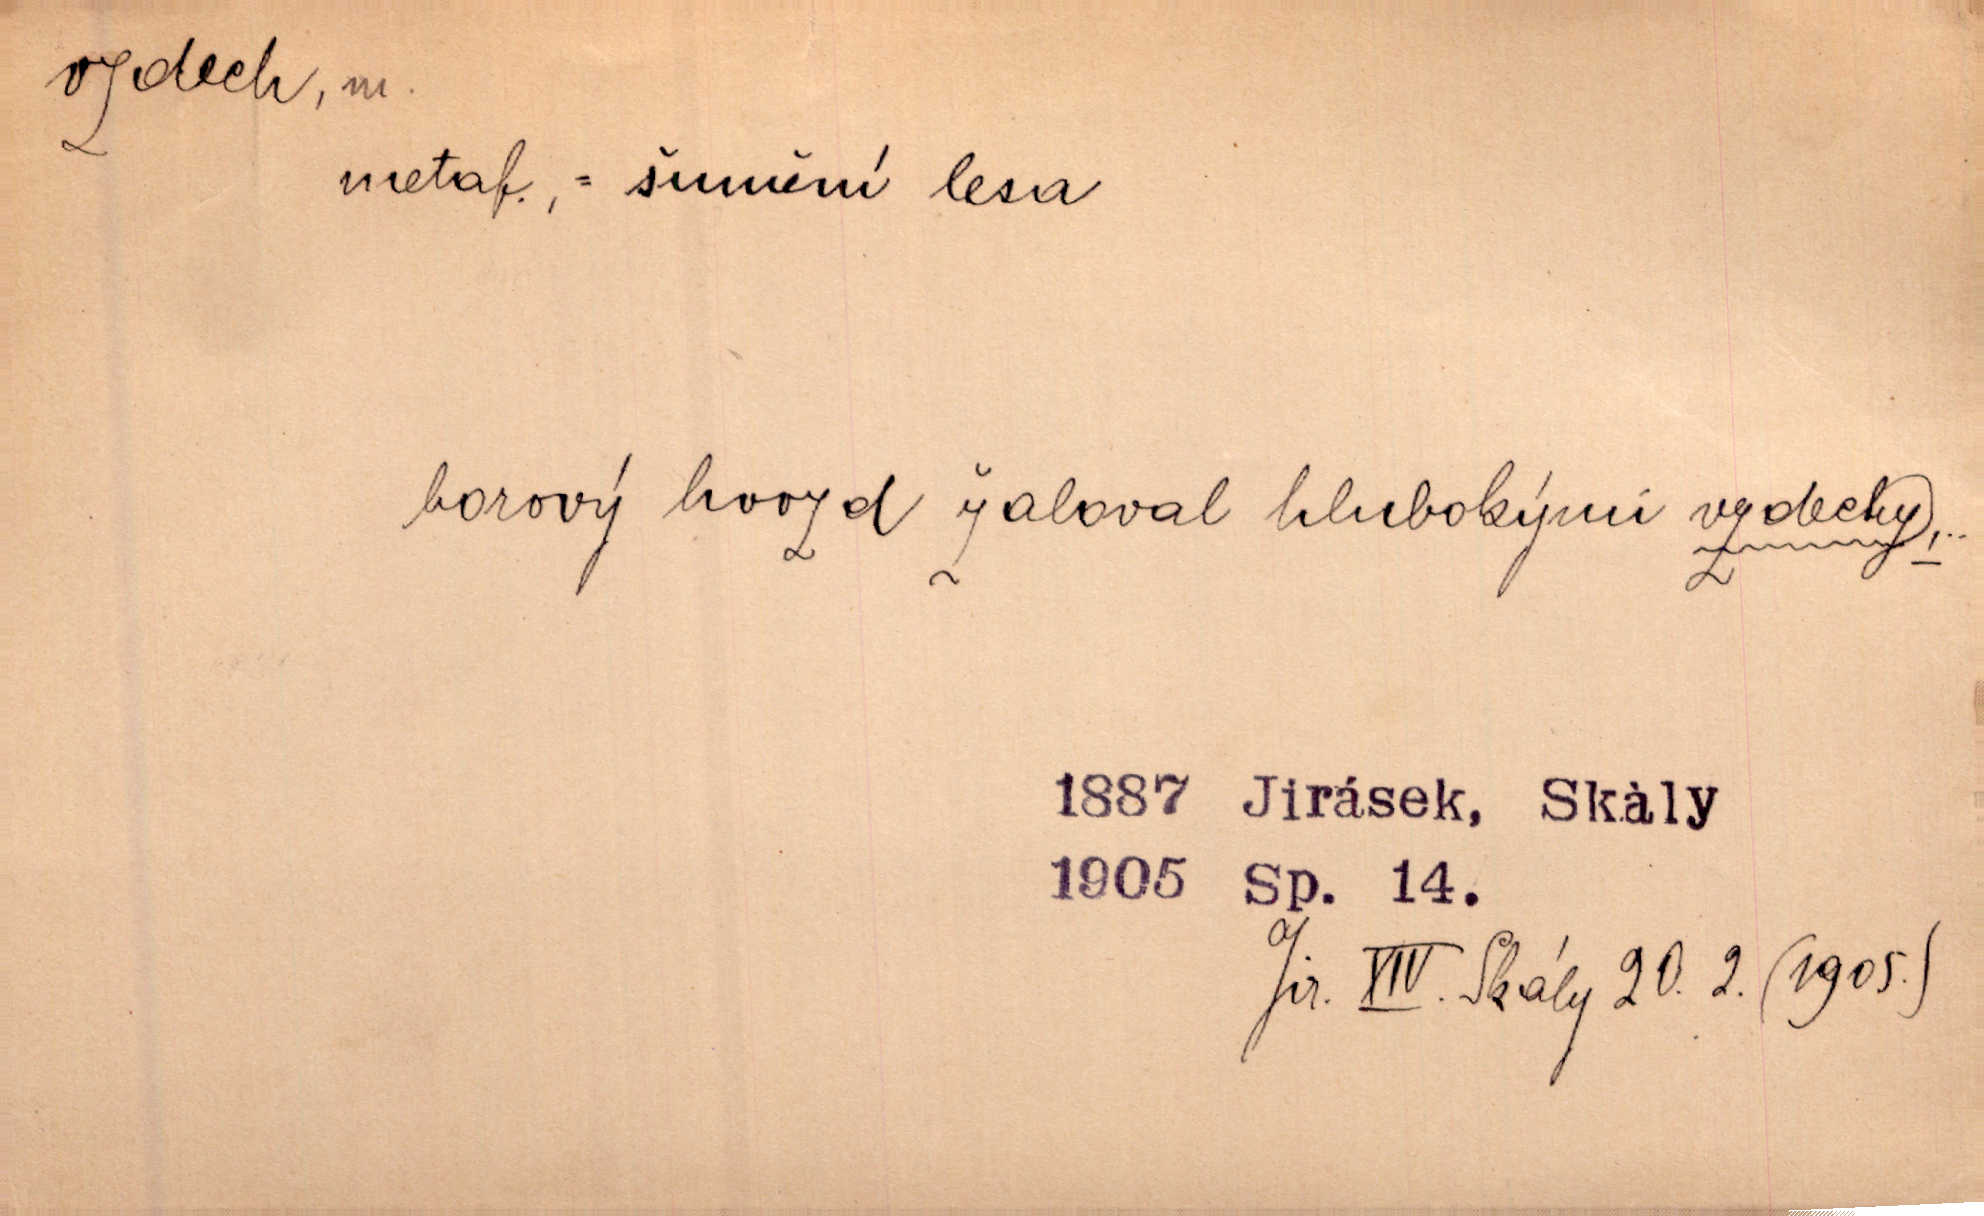 vzdech, m.
metaf., = šumění lesa
borový hvozd žaloval hlubokými vzdechy,..
1887 Jirásek, Skály
1905 Sp. 14.
Jir. XIV. Skály 20. 2. (1905.)